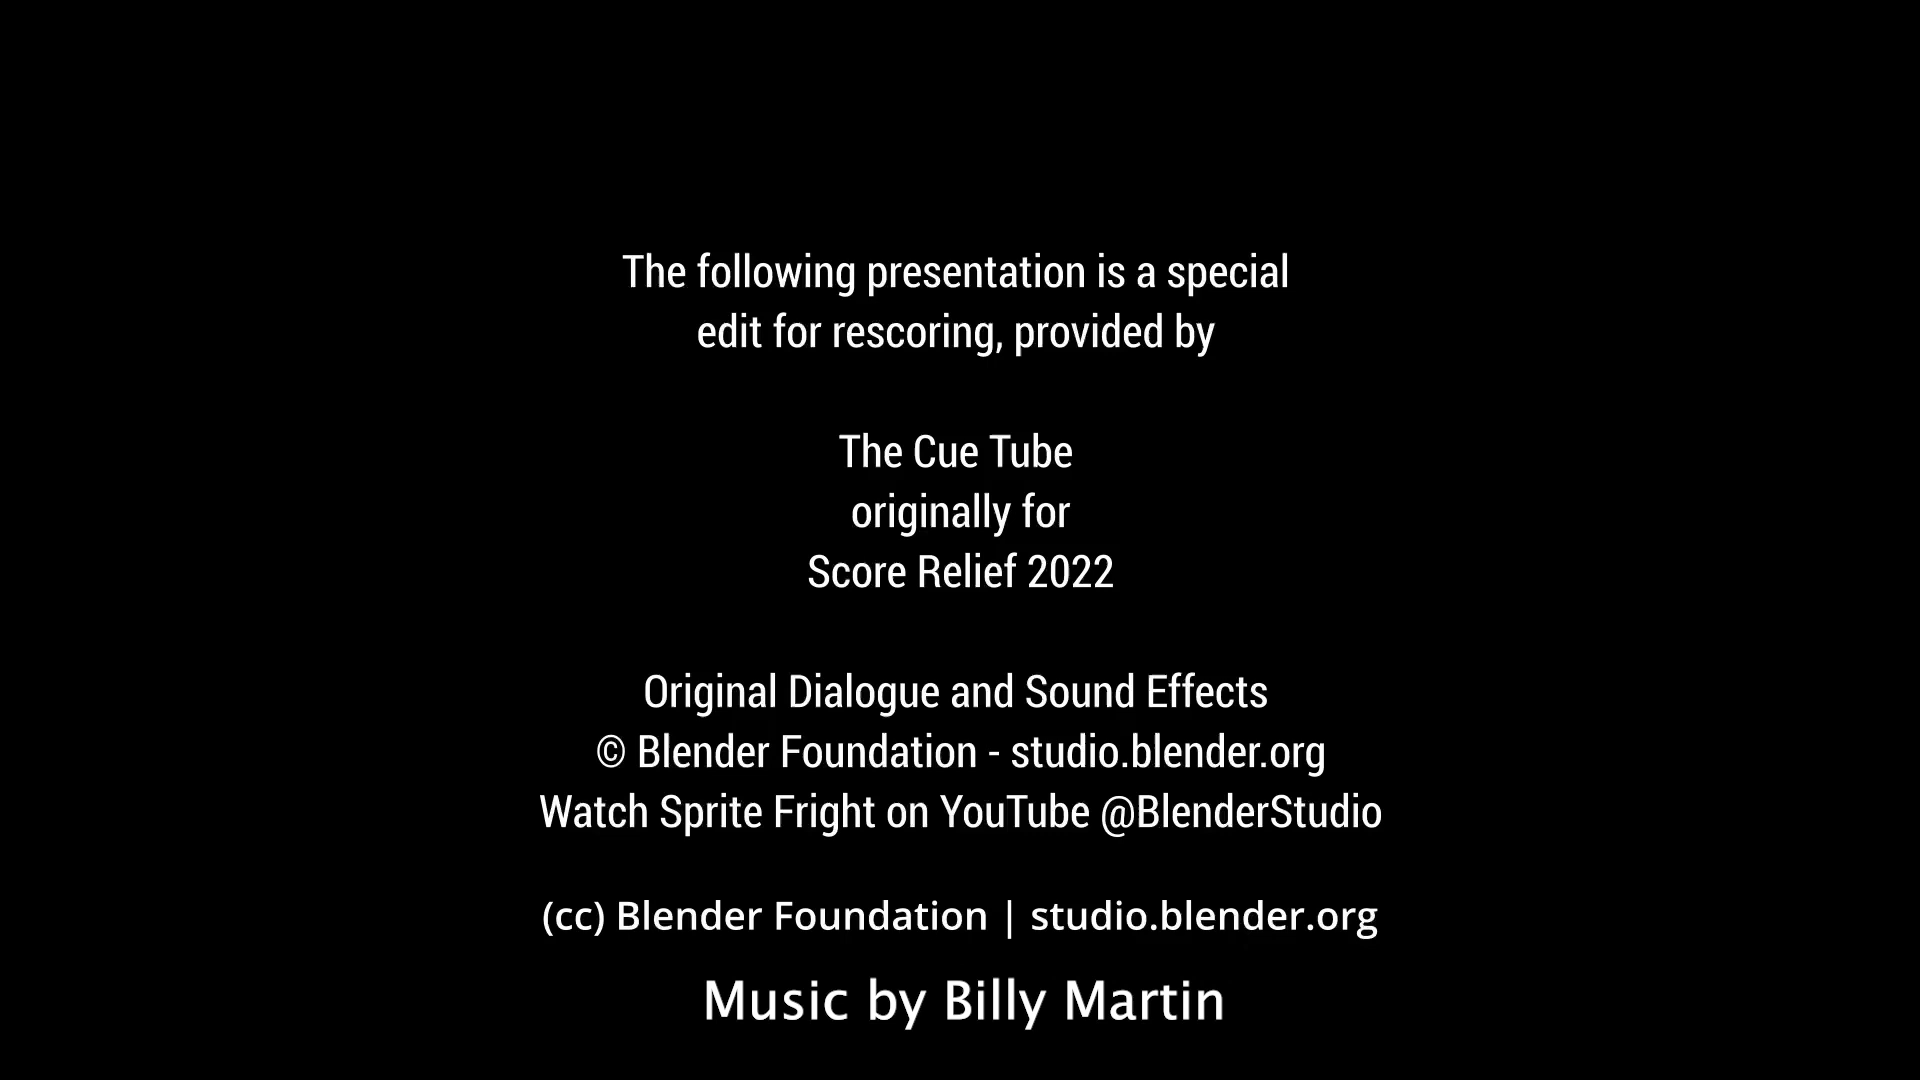 The following presentation is a special
edit for rescoring, provided by
The Cue Tube
originally for
Score Relief 2022
Original Dialogue and Sound Effects
© Blender Foundation - studio.blender.org
Watch Sprite Fright on YouTube @BlenderStudio
(cc) Blender Foundation | studio.blender.org
Music by Billy Martin